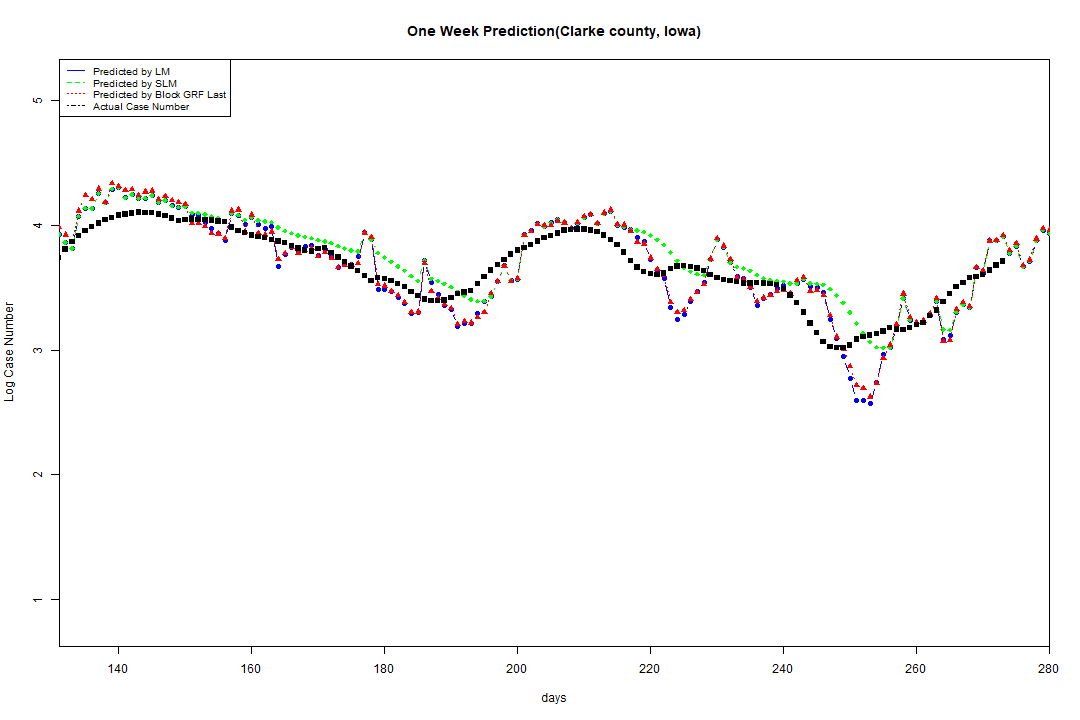 One Week Prediction(Clarke county, Iowa)
Predicted by LM
Predicted by SLM
Predicted by Block GRF Last
Actual Case Number
5
4
3
2
1
Log Case Number
140 160 180 200 220 240 260 280
days